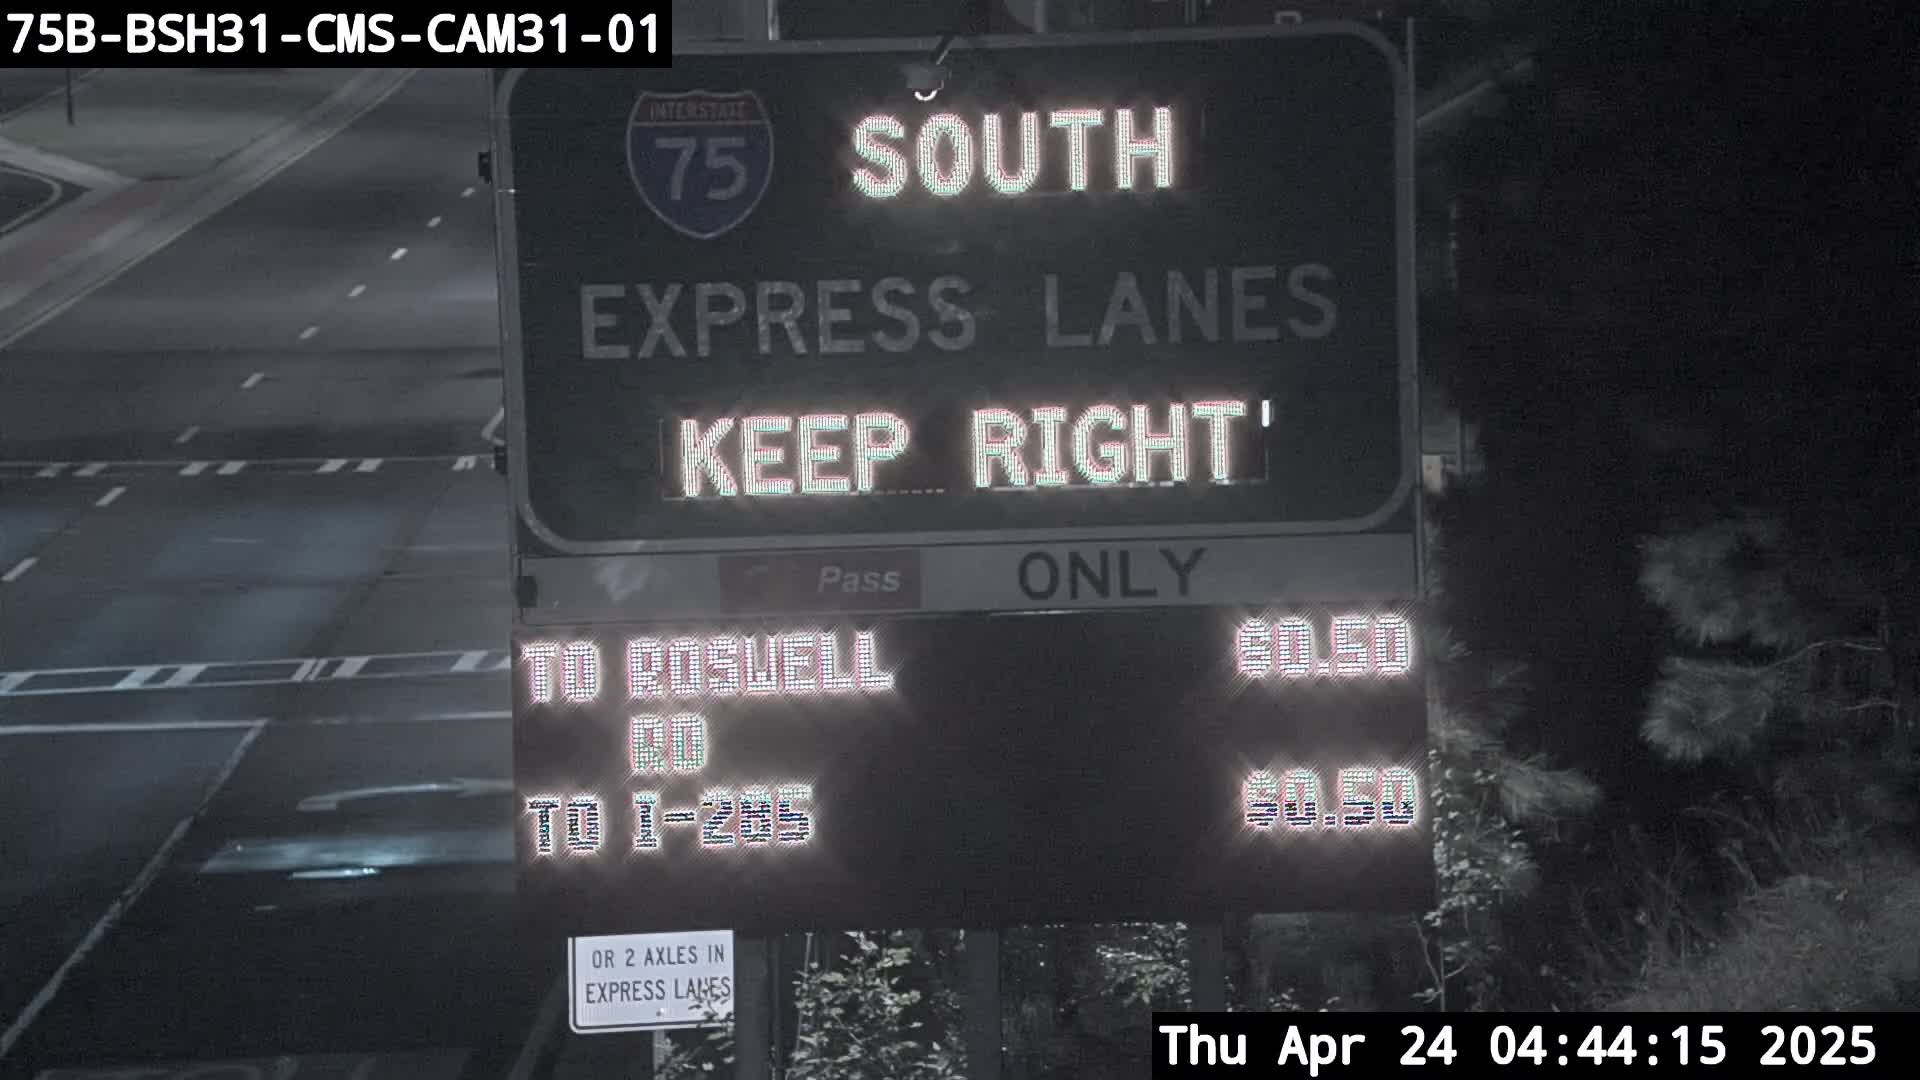 75B-BSH31-CMS-CAM31-01
INTERSTATE
75
SOUTH
EXPRESS LANES
KEEP RIGHT'
Pass ONLY
TO ROSWELL $0.50
RD
TO I-285 $0.50
OR 2 AXLES IN
EXPRESS LANES
Thu Apr 24 04:44:15 2025